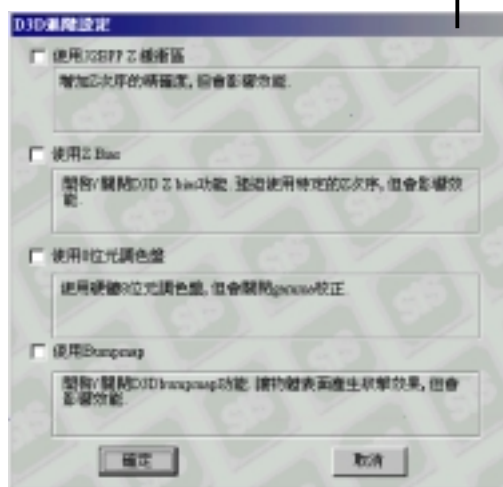 D3D進階設定
使用32BPP Z 緩衝區
增加Z次序的精確度, 但會影響效能.
使用Z Bias
開啟/關閉D3D Z bias功能. 強迫使用特定的Z次序, 但會影響效
能.
使用8位元調色盤
使用硬體8位元調色盤, 但會關閉gamma校正
使用Bumpmap
開啟/關閉D3D bumpmap功能. 讓物體表面產生皺摺效果, 但會
影響效能.
確定
取消